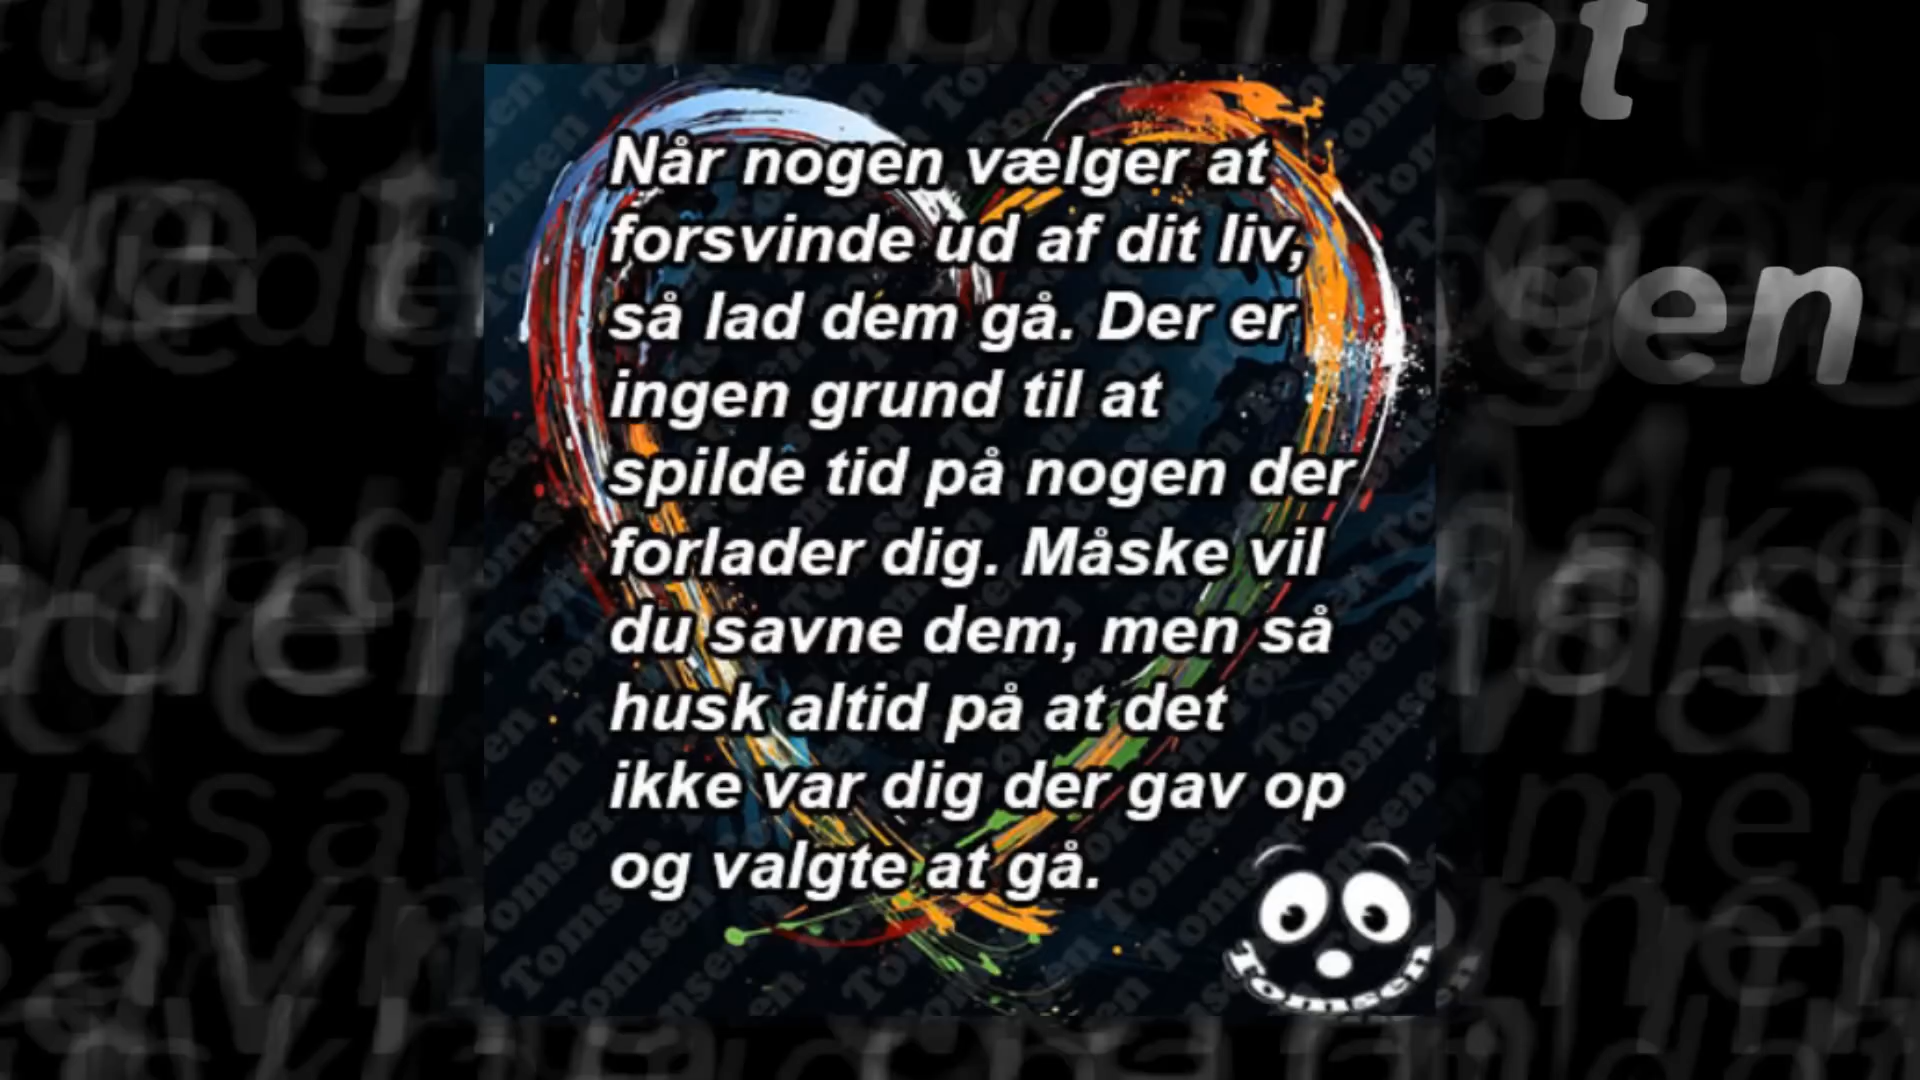 Når nogen vælger at
forsvinde ud af dit liv,
så lad dem gå. Der er
ingen grund til at
spilde tid på nogen der
forlader dig. Måske vil
du savne dem, men så
husk altid på at det
ikke var dig der gav op
og valgte at gå.
Tomsen